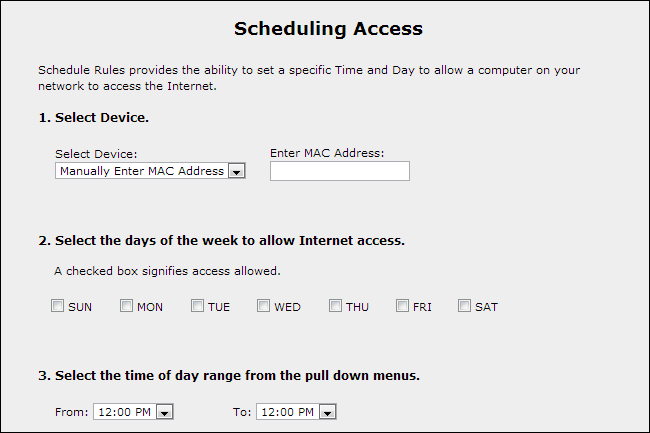 Scheduling Access
Schedule Rules provides the ability to set a specific Time and Day to allow a computer on your
network to access the Internet.
1. Select Device.
Select Device: Enter MAC Address:
Manually Enter MAC Address
2. Select the days of the week to allow Internet access.
A checked box signifies access allowed.
SUN MON TUE WED THU FRI SAT
3. Select the time of day range from the pull down menus.
From: 12:00 PM To: 12:00 PM